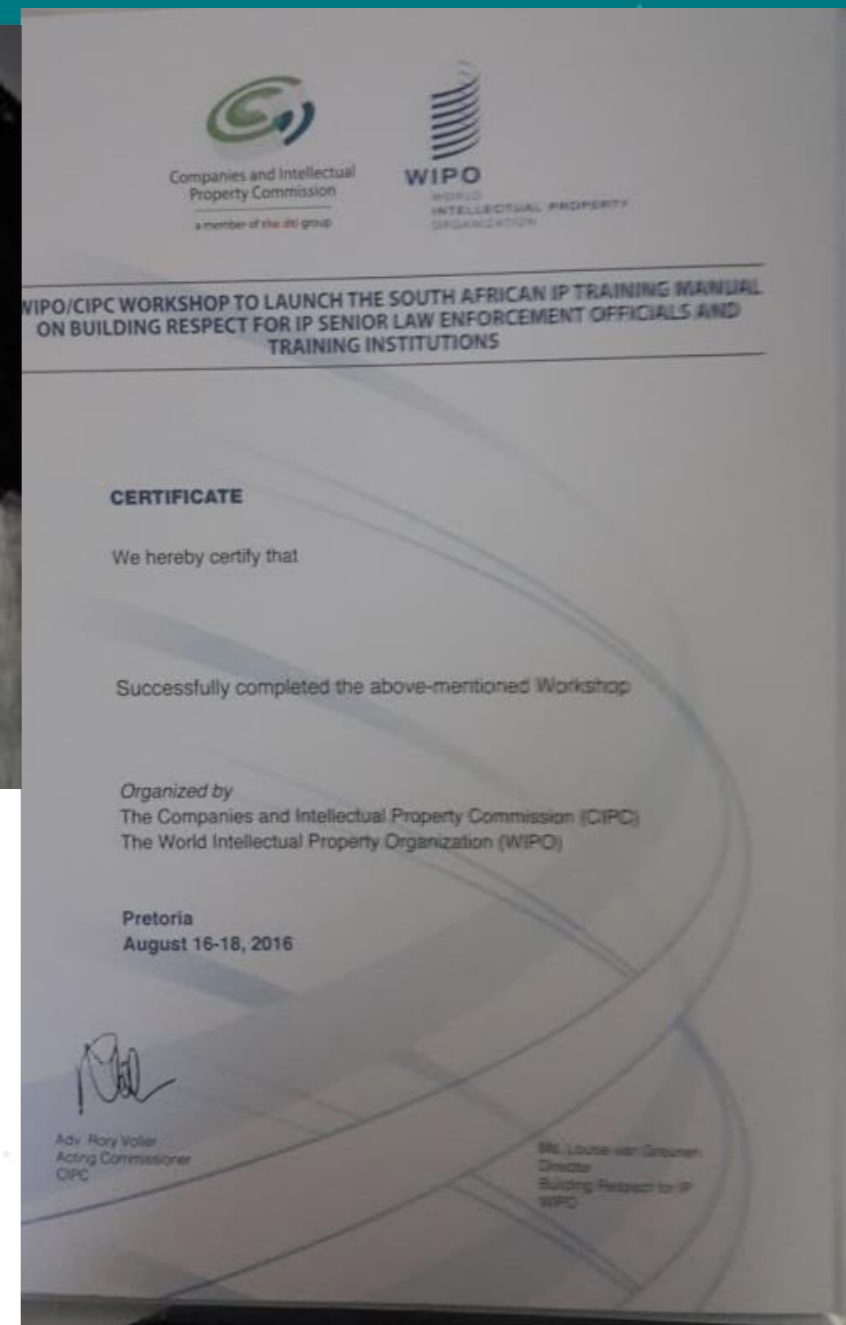 Companies and Intellectual
Property Commission
a member of the dti group
WIPO
WORLD
INTELLECTUAL PROPERTY
ORGANIZATION
WIPO/CIPC WORKSHOP TO LAUNCH THE SOUTH AFRICAN IP TRAINING MANUAL
ON BUILDING RESPECT FOR IP SENIOR LAW ENFORCEMENT OFFICIALS AND
TRAINING INSTITUTIONS
CERTIFICATE
We hereby certify that
Successfully completed the above-mentioned Workshop
Organized by
The Companies and Intellectual Property Commission (CIPC)
The World Intellectual Property Organization (WIPO)
Pretoria
August 16-18, 2016
Adv. Rory Voller
Acting Commissioner
CIPC
Ms. Louise van Greunen
Director
Building Respect for IP
WIPO